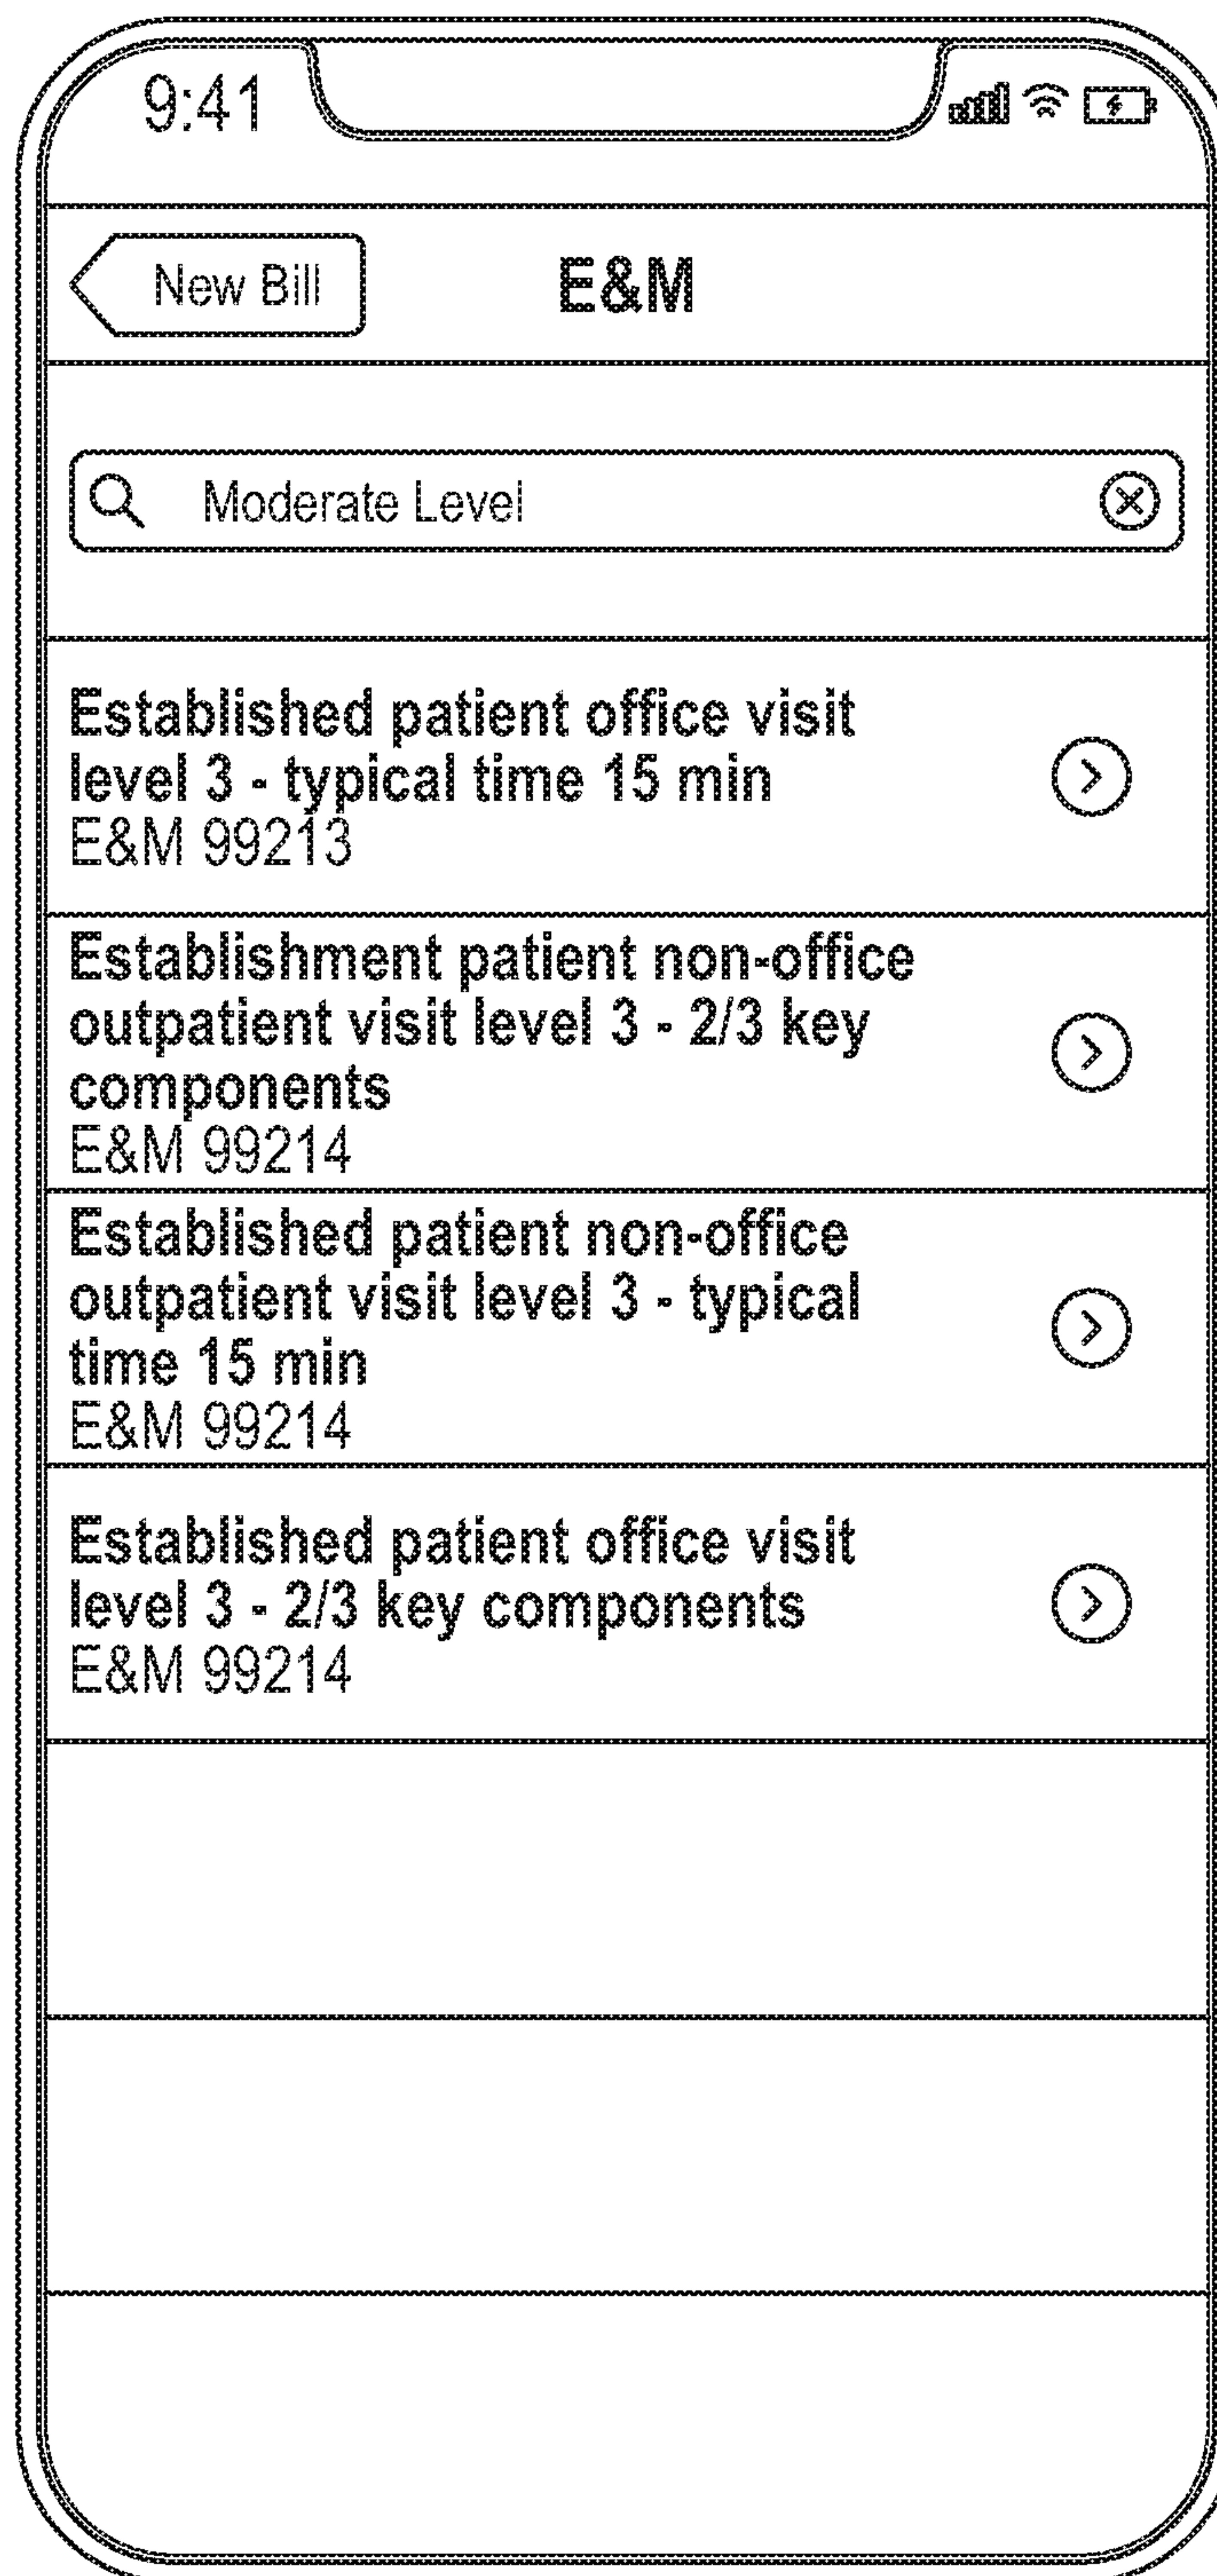 9:41
New Bill
E&M
Moderate Level
Established patient office visit
level 3 - typical time 15 min
E&M 99213
Establishment patient non-office
outpatient visit level 3 - 2/3 key
components
E&M 99214
Established patient non-office
outpatient visit level 3 - typical
time 15 min
E&M 99214
Established patient office visit
level 3 - 2/3 key components
E&M 99214